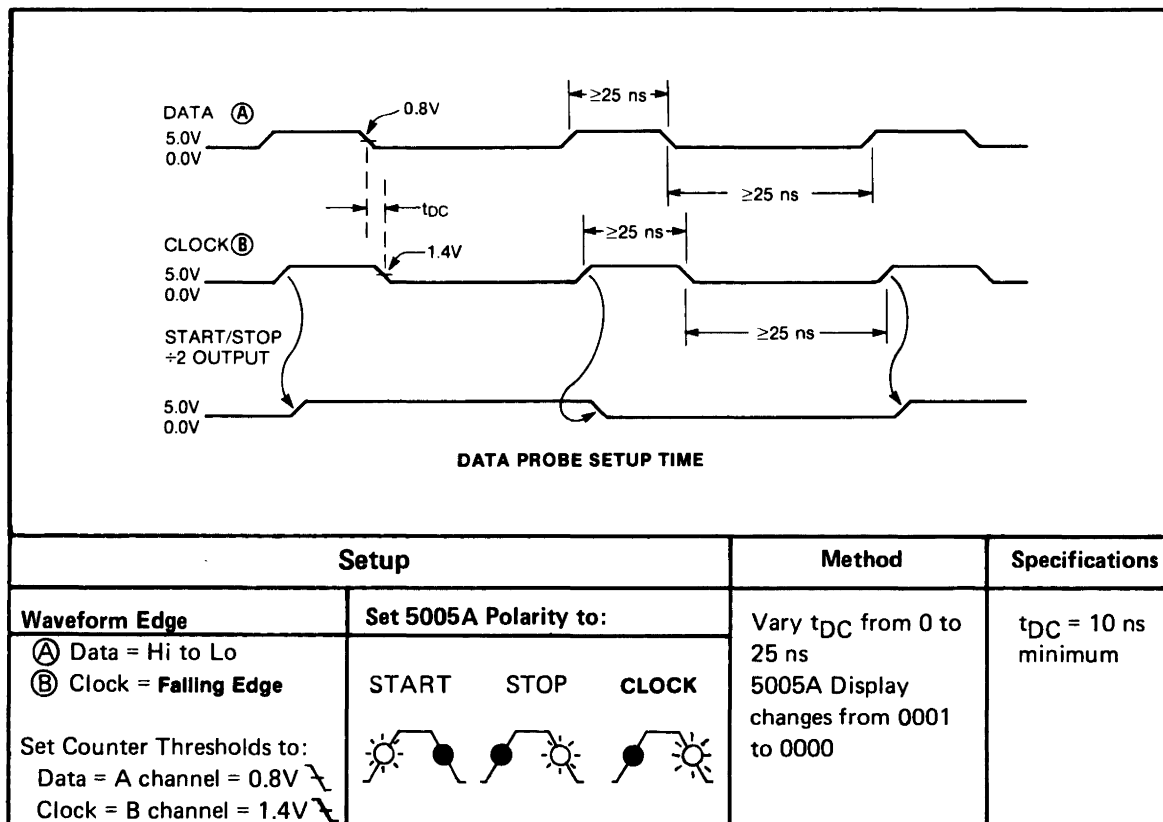 DATA Ⓐ
5.0V
0.0V
0.8V
≥25 ns
≥25 ns
tDC
CLOCK Ⓑ
5.0V
0.0V
1.4V
≥25 ns
≥25 ns
START/STOP
÷2 OUTPUT
5.0V
0.0V
DATA PROBE SETUP TIME
Setup
Method
Specifications
Waveform Edge
Ⓐ Data = Hi to Lo
Ⓑ Clock = Falling Edge
Set Counter Thresholds to:
Data = A channel = 0.8V
Clock = B channel = 1.4V
Set 5005A Polarity to:
START STOP CLOCK
Vary tDC from 0 to
25 ns
5005A Display
changes from 0001
to 0000
tDC = 10 ns
minimum